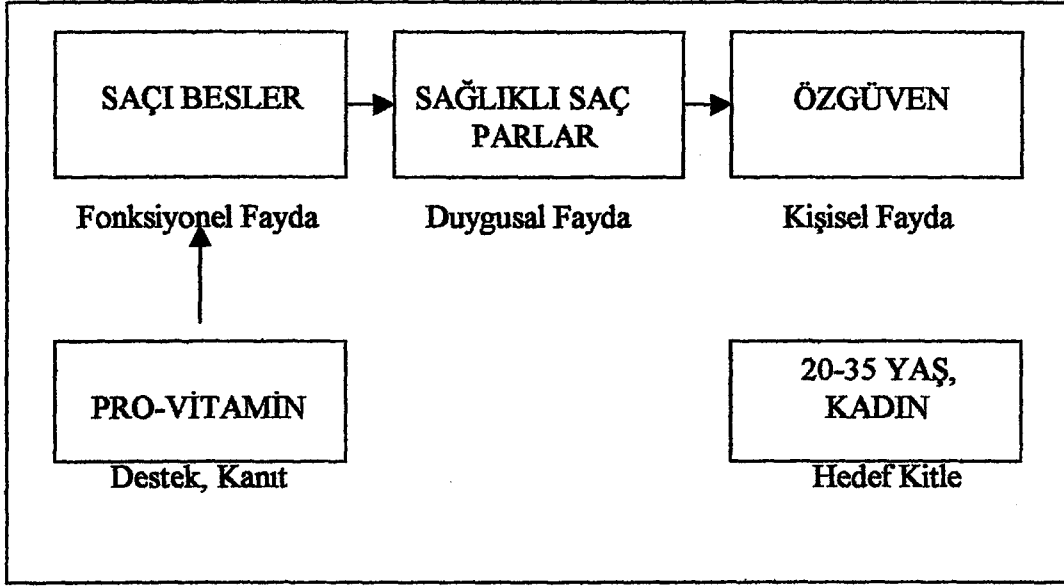 SAÇI BESLER
SAĞLIKLI SAÇ
PARLAR
ÖZGÜVEN
Fonksiyonel Fayda
Duygusal Fayda
Kişisel Fayda
PRO-VİTAMİN
20-35 YAŞ,
KADIN
Destek, Kanıt
Hedef Kitle